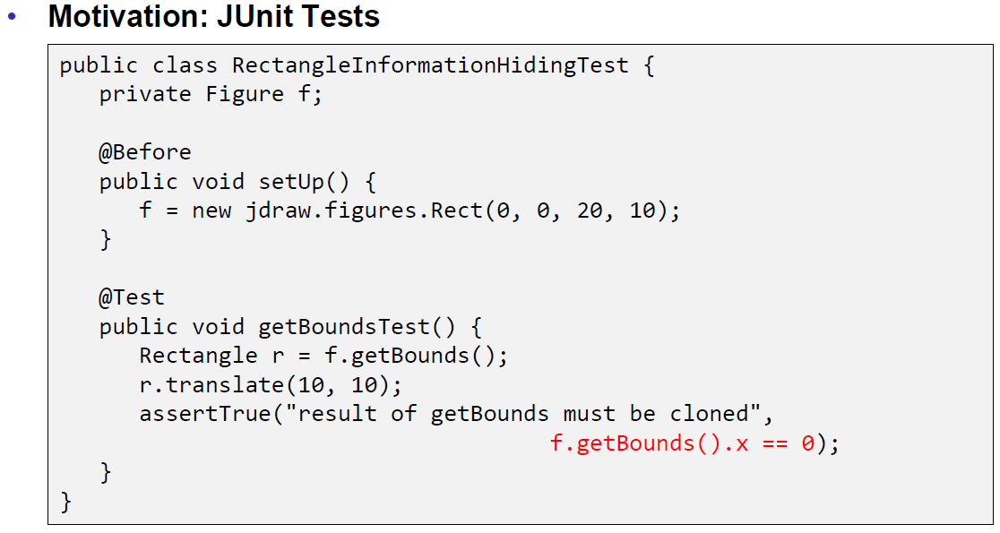 • Motivation: JUnit Tests
public class RectangleInformationHidingTest {
   private Figure f;

   @Before
   public void setUp() {
      f = new jdraw.figures.Rect(0, 0, 20, 10);
   }

   @Test
   public void getBoundsTest() {
      Rectangle r = f.getBounds();
      r.translate(10, 10);
      assertTrue("result of getBounds must be cloned",
                                     f.getBounds().x == 0);
   }
}